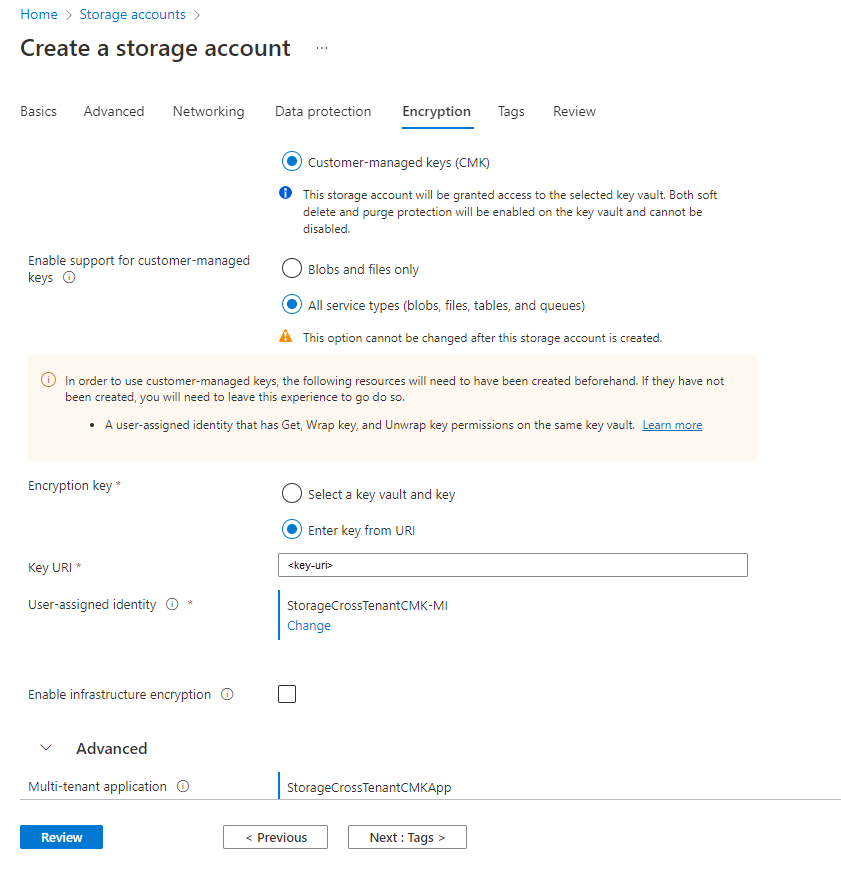 Home > Storage accounts >
Create a storage account ...
Basics Advanced Networking Data protection Encryption Tags Review
Customer-managed keys (CMK)
This storage account will be granted access to the selected key vault. Both soft
delete and purge protection will be enabled on the key vault and cannot be
disabled.
Enable support for customer-managed
keys
Blobs and files only
All service types (blobs, files, tables, and queues)
This option cannot be changed after this storage account is created.
In order to use customer-managed keys, the following resources will need to have been created beforehand. If they have not
been created, you will need to leave this experience to go do so.
• A user-assigned identity that has Get, Wrap key, and Unwrap key permissions on the same key vault. Learn more
Encryption key *
Select a key vault and key
Enter key from URI
Key URI *
<key-uri>
User-assigned identity *
StorageCrossTenantCMK-MI
Change
Enable infrastructure encryption
Advanced
Multi-tenant application
StorageCrossTenantCMKApp
Review
< Previous
Next : Tags >